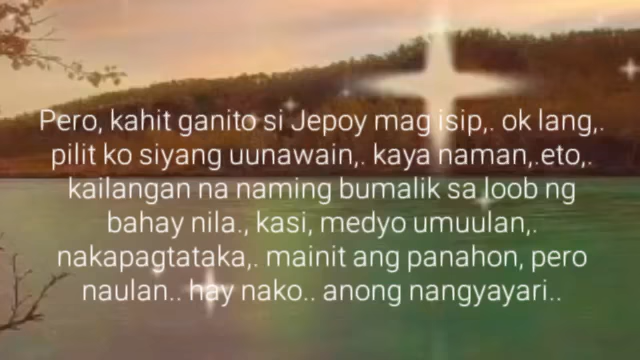 Pero, kahit ganito si Jepoy mag isip,. ok lang,.
pilit ko siyang uunawain,. kaya naman,.eto,.
kailangan na naming bumalik sa loob ng
bahay nila., kasi, medyo umuulan,.
nakapagtataka,. mainit ang panahon, pero
naulan.. hay nako.. anong nangyayari..